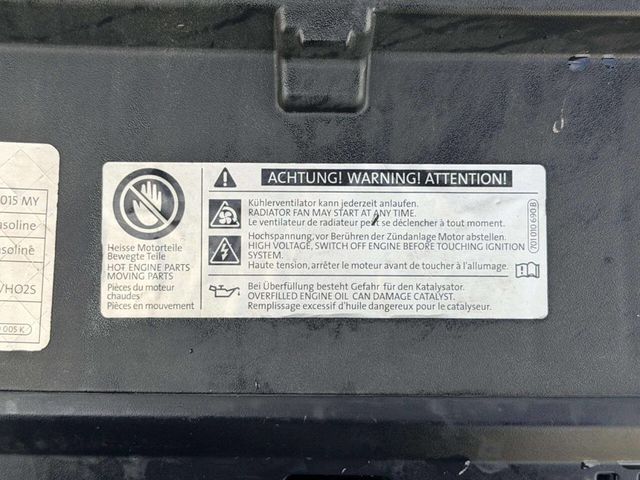 015 MY
asoline
asoline
/HO2S
005 K
ACHTUNG! WARNING! ATTENTION!
Kühlerventilator kann jederzeit anlaufen.
RADIATOR FAN MAY START AT ANY TIME.
Le ventilateur de radiateur peut se déclencher à tout moment.
Hochspannung, vor Berühren der Zündanlage Motor abstellen.
HIGH VOLTAGE, SWITCH OFF ENGINE BEFORE TOUCHING IGNITION
SYSTEM.
Haute tension, arrêter le moteur avant de toucher à l'allumage.
Bei Überfüllung besteht Gefahr für den Katalysator.
OVERFILLED ENGINE OIL CAN DAMAGE CATALYST.
Remplissage excessif d'huile dangereux pour le catalyseur.
Heisse Motorteile
Bewegte Teile
HOT ENGINE PARTS
MOVING PARTS
Pièces du moteur
chaudes
Pièces en mouvement
7D1 010 690 B